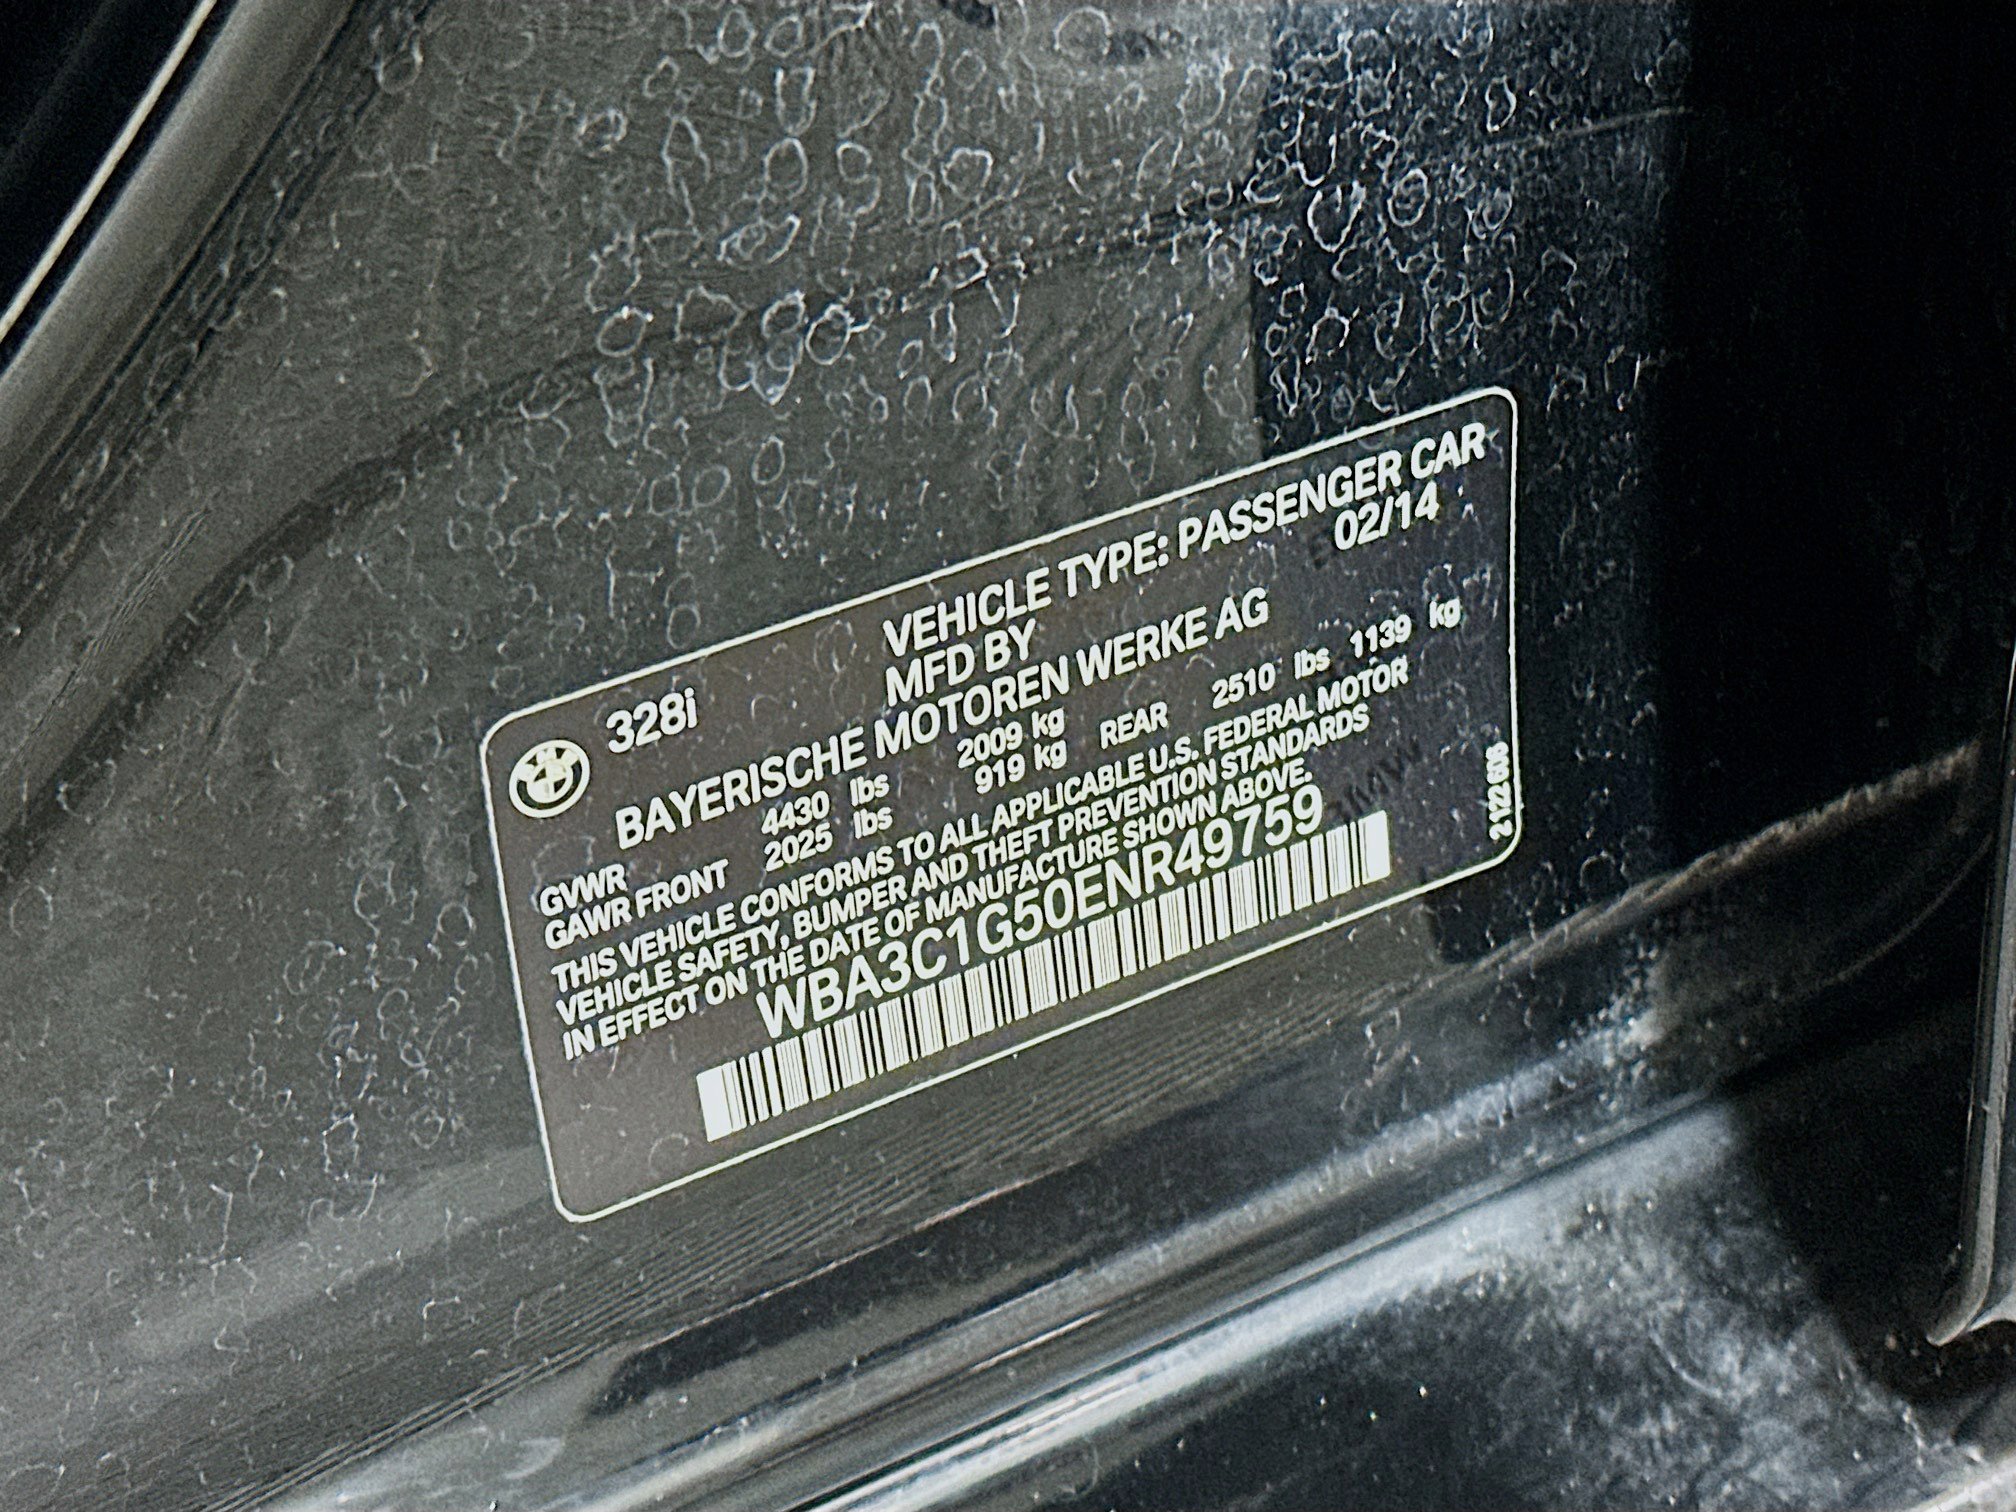 328i
VEHICLE TYPE: PASSENGER CAR
MFD BY 02/14
BAYERISCHE MOTOREN WERKE AG
GVWR 4430 lbs 2009 kg
GAWR FRONT 2025 lbs 919 kg REAR 2510 lbs 1139 kg
THIS VEHICLE CONFORMS TO ALL APPLICABLE U.S. FEDERAL MOTOR
VEHICLE SAFETY, BUMPER AND THEFT PREVENTION STANDARDS
IN EFFECT ON THE DATE OF MANUFACTURE SHOWN ABOVE.
WBA3C1G50ENR49759
BMW